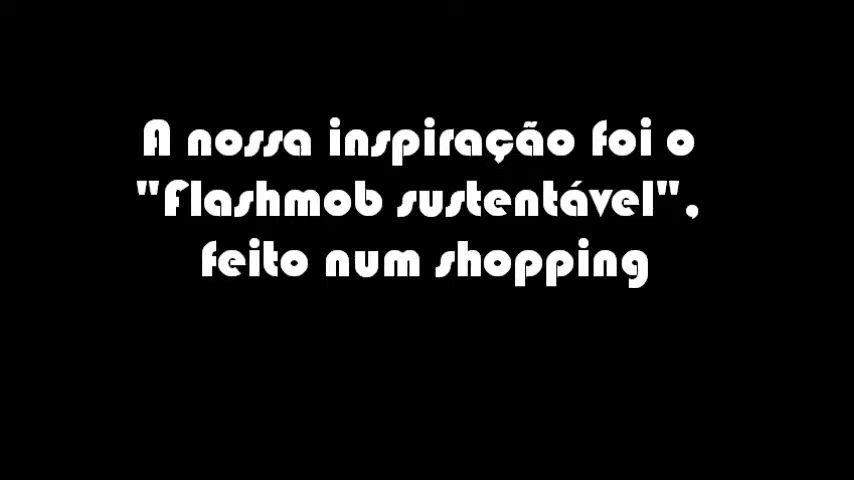 A nossa inspiração foi o
"Flashmob sustentável",
feito num shopping